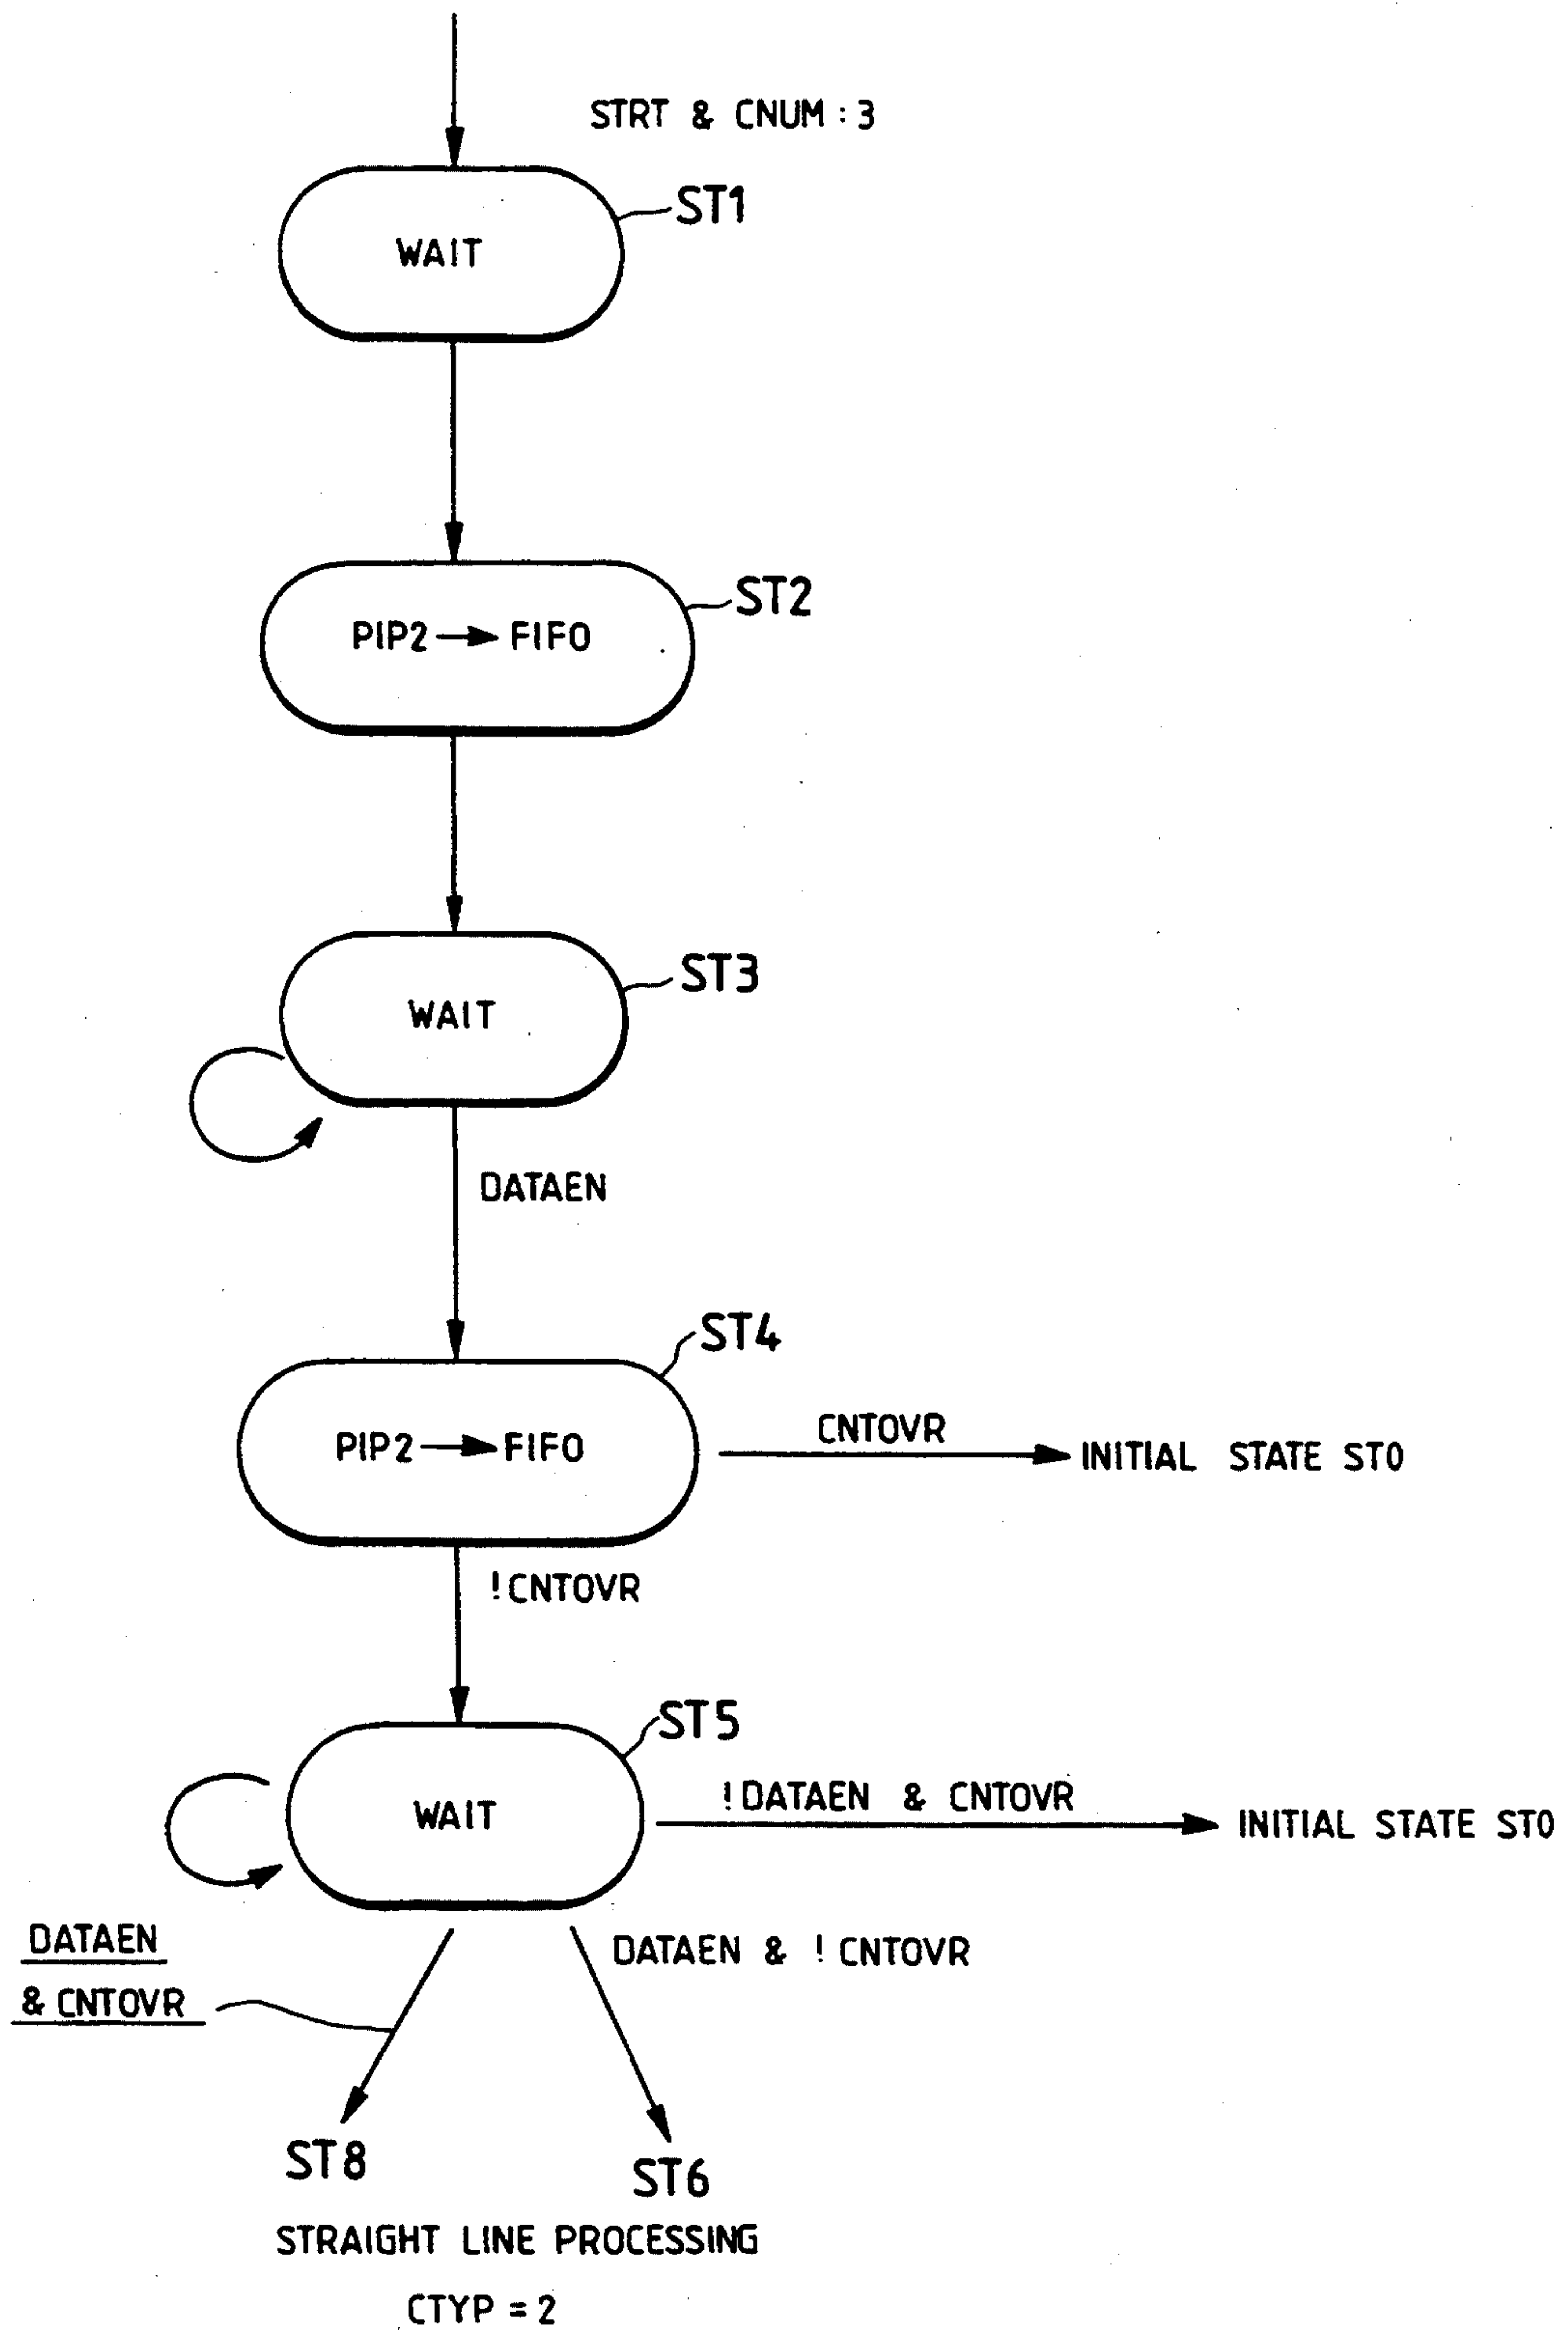 STRT & CNUM : 3
ST1
WAIT
ST2
PIP2 → FIFO
ST3
WAIT
DATAEN
ST4
PIP2 → FIFO
CNTOVR
INITIAL STATE ST0
!CNTOVR
ST5
WAIT
!DATAEN & CNTOVR
INITIAL STATE ST0
DATAEN
& CNTOVR
DATAEN & !CNTOVR
ST8
ST6
STRAIGHT LINE PROCESSING
CTYP = 2